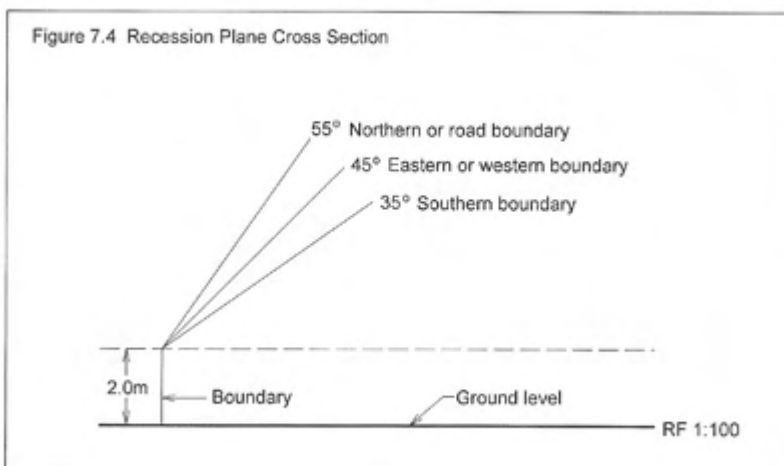 Figure 7.4 Recession Plane Cross Section
55° Northern or road boundary
45° Eastern or western boundary
35° Southern boundary
2.0m
Boundary
Ground level
RF 1:100